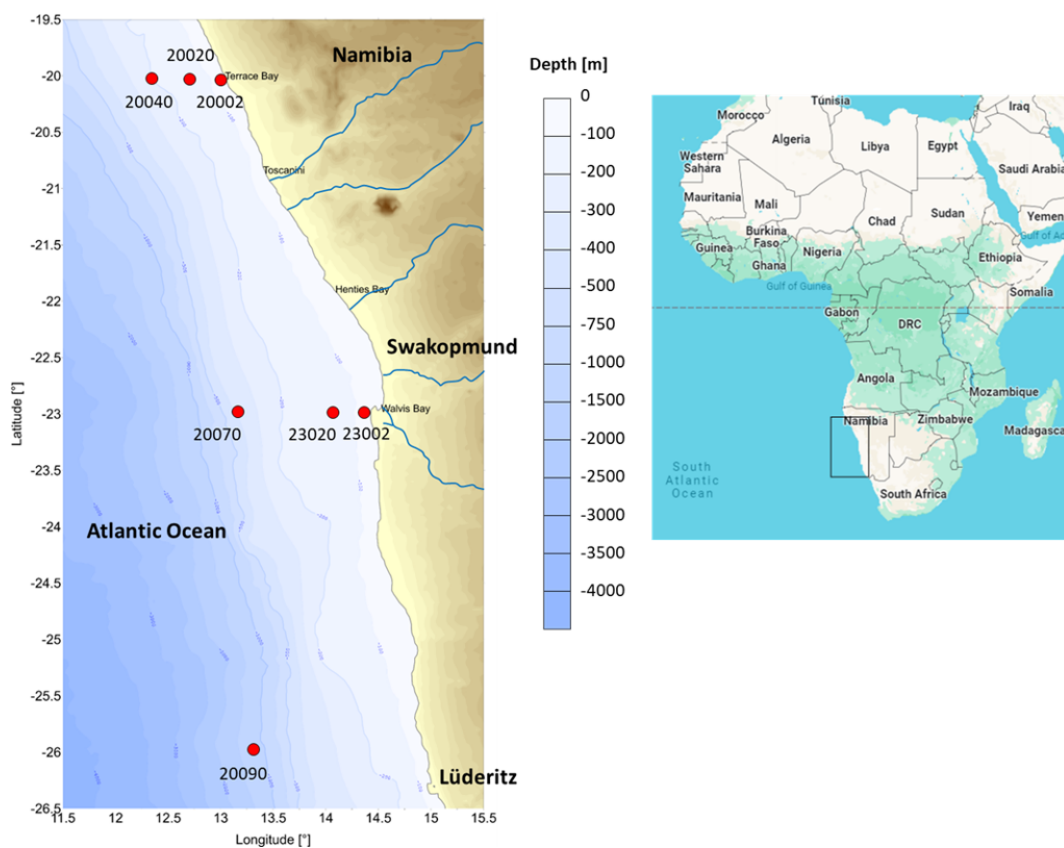 -19.5
-20
-20.5
-21
-21.5
-22
-22.5
-23
-23.5
-24
-24.5
-25
-25.5
-26
-26.5
Latitude [°]
11.5
12
12.5
13
13.5
14
14.5
15
15.5
Longitude [°]
Namibia
20020
20040
20002
Terrace Bay
Toscanini
Henties Bay
Swakopmund
Walvis Bay
20070
23020
23002
Atlantic Ocean
20090
Lüderitz
Depth [m]
0
-100
-200
-300
-400
-500
-750
-1000
-1500
-2000
-2500
-3000
-3500
-4000
Tunisia
Morocco
Iraq
Algeria
Libya
Egypt
Western
Sahara
Saudi Arabia
Mauritania
Mali
Chad
Sudan
Yemen
Gulf of
Burkina
Faso
Guinea
Nigeria
Ghana
Ethiopia
Gulf of Guinea
Somalia
Gabon
DRC
Angola
Mozambique
Namibia
Zimbabwe
Madagascar
South
Atlantic
Ocean
South Africa